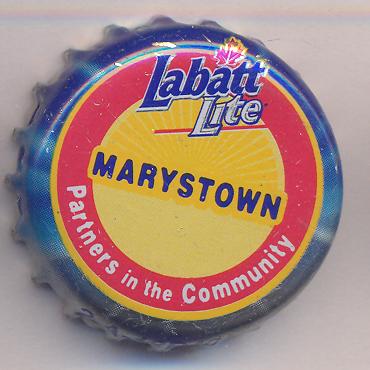 Labatt
Lite
MARYSTOWN
Partners in the Community